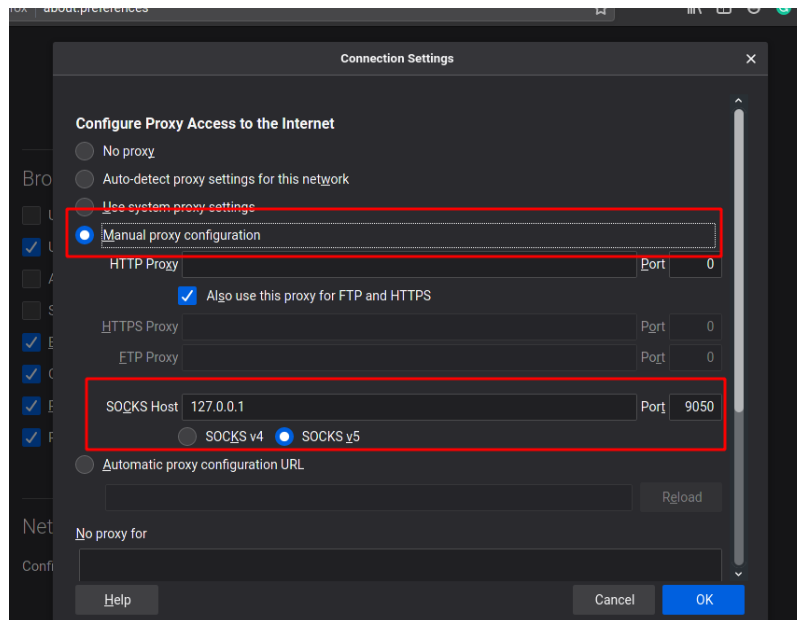 about:preferences
Connection Settings
Configure Proxy Access to the Internet
No proxy
Auto-detect proxy settings for this network
Use system proxy settings
Manual proxy configuration
HTTP Proxy Port 0
Also use this proxy for FTP and HTTPS
HTTPS Proxy Port 0
FTP Proxy Port 0
SOCKS Host 127.0.0.1 Port 9050
SOCKS v4 SOCKS v5
Automatic proxy configuration URL
Reload
No proxy for
Help Cancel OK